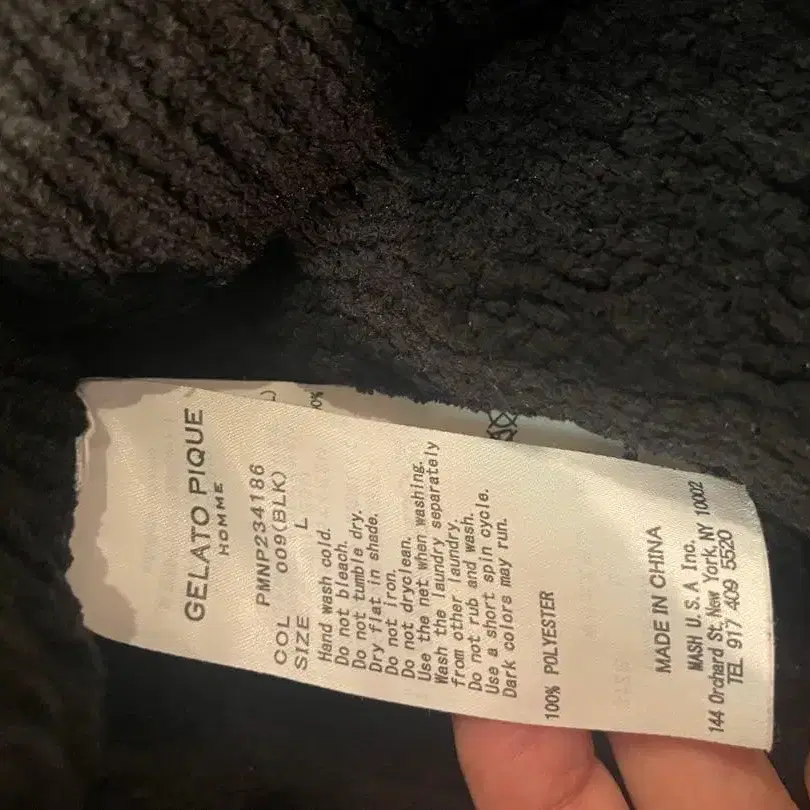 GELATO PIQUE
HOMME
PMNP234186
COL 009(BLK)
SIZE L
Hand wash cold.
Do not bleach.
Do not tumble dry.
Dry flat in shade.
Do not iron.
Do not dryclean.
Use the net when washing.
Wash the laundry separately
from other laundry.
Do not rub and wash.
Use a short spin cycle.
Dark colors may run.
100% POLYESTER
MADE IN CHINA
MASH U.S.A Inc.
144 Orchard St, New York, NY 10002
TEL 917 409 5520